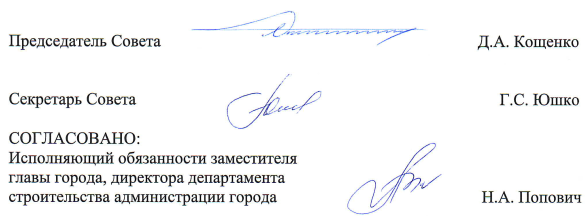 Председатель Совета Д.А. Кощенко
Секретарь Совета Г.С. Юшко
СОГЛАСОВАНО:
Исполняющий обязанности заместителя
главы города, директора департамента
строительства администрации города Н.А. Попович